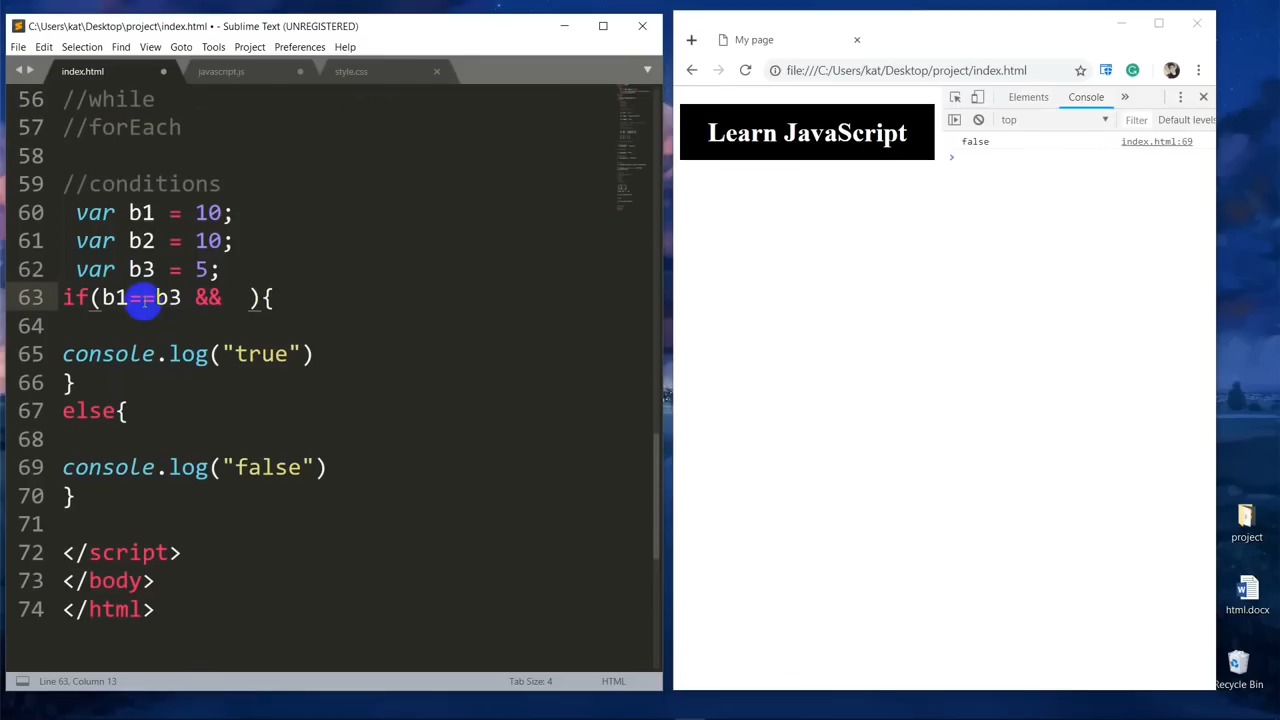 C:\Users\kat\Desktop\project\index.html • - Sublime Text (UNREGISTERED)
File Edit Selection Find View Goto Tools Project Preferences Help
index.html javascript.js style.css
56 //while
57 //forEach
58
59 //conditions
60 var b1 = 10;
61 var b2 = 10;
62 var b3 = 5;
63 if(b1==b3 && ){
64
65 console.log("true")
66 }
67 else{
68
69 console.log("false")
70 }
71
72 </script>
73 </body>
74 </html>
Line 63, Column 13 Tab Size: 4 HTML
My page
file:///C:/Users/kat/Desktop/project/index.html
Elements Console »
top Filter Default levels
false index.html:69
Learn JavaScript
project
html.docx
Recycle Bin